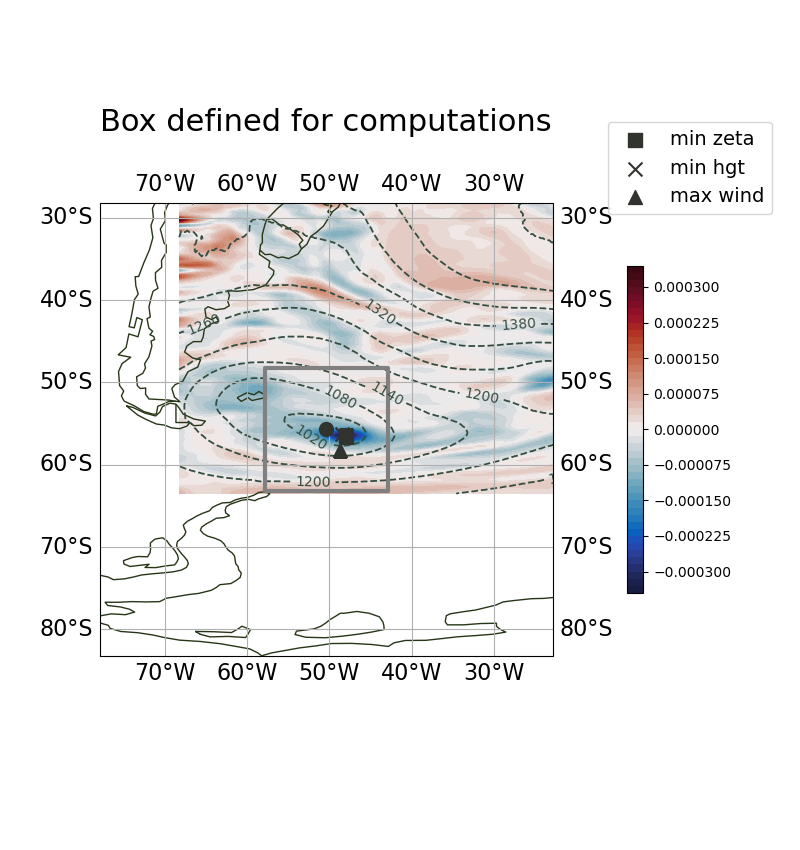 Box defined for computations
min zeta
min hgt
max wind
70°W 60°W 50°W 40°W 30°W
30°S 30°S
40°S 40°S
50°S 50°S
60°S 60°S
70°S 70°S
80°S 80°S
70°W 60°W 50°W 40°W 30°W
1260
1320
1380
1080
1140
1200
1020
1200
0.000300
0.000225
0.000150
0.000075
0.000000
−0.000075
−0.000150
−0.000225
−0.000300